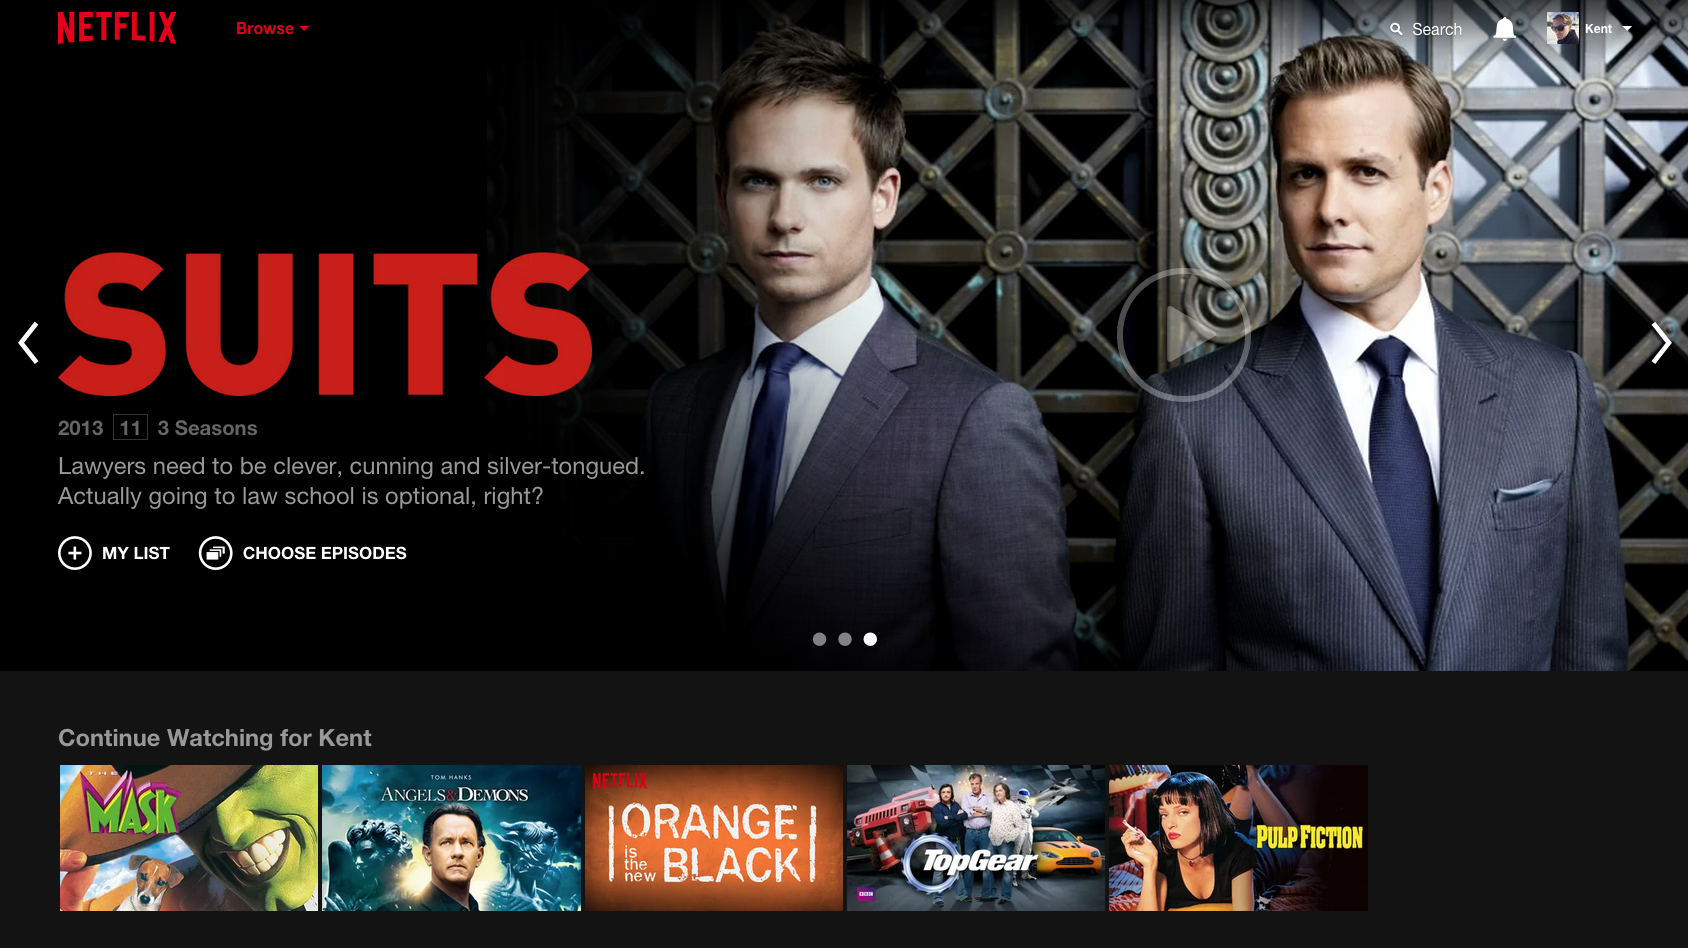 NETFLIX
Browse
Search
Kent
SUITS
2013 11 3 Seasons
Lawyers need to be clever, cunning and silver-tongued.
Actually going to law school is optional, right?
MY LIST
CHOOSE EPISODES
Continue Watching for Kent
THE
MASK
TOM HANKS
ANGELS & DEMONS
NETFLIX
ORANGE
is the new
BLACK
TopGear
BBC
PULP FICTION